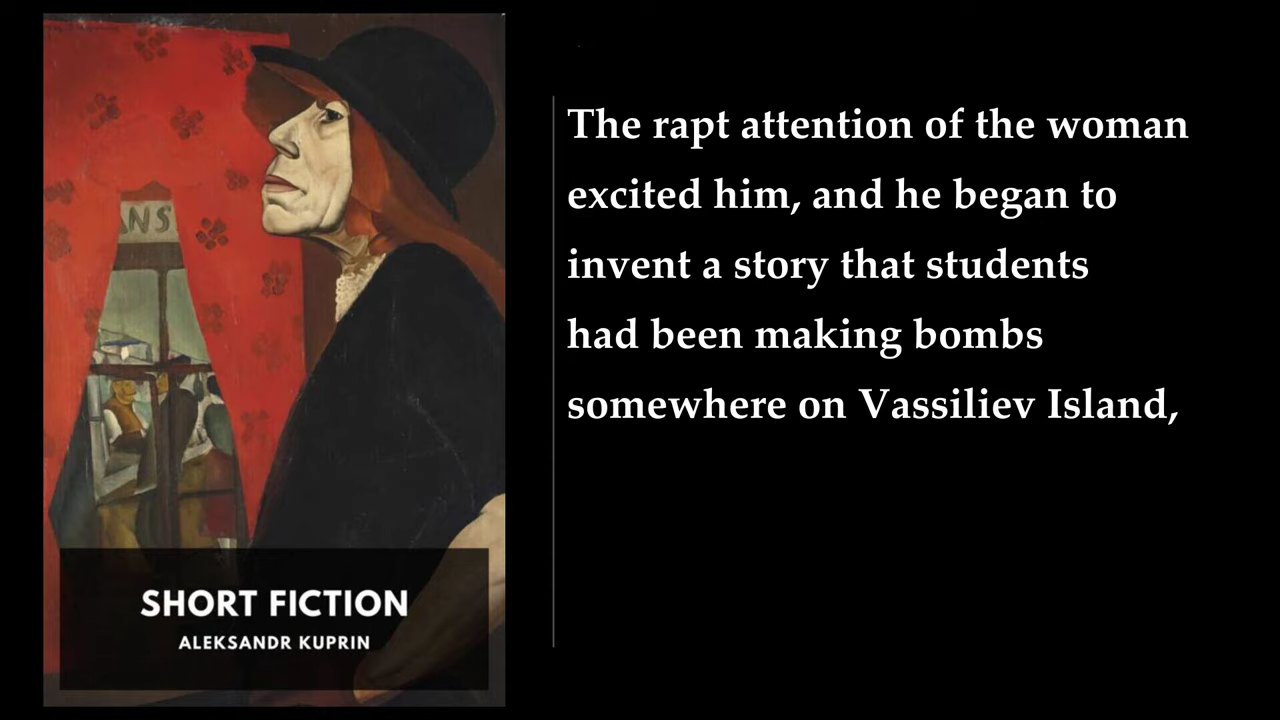 NS
SHORT FICTION
ALEKSANDR KUPRIN
The rapt attention of the woman
excited him, and he began to
invent a story that students
had been making bombs
somewhere on Vassiliev Island,